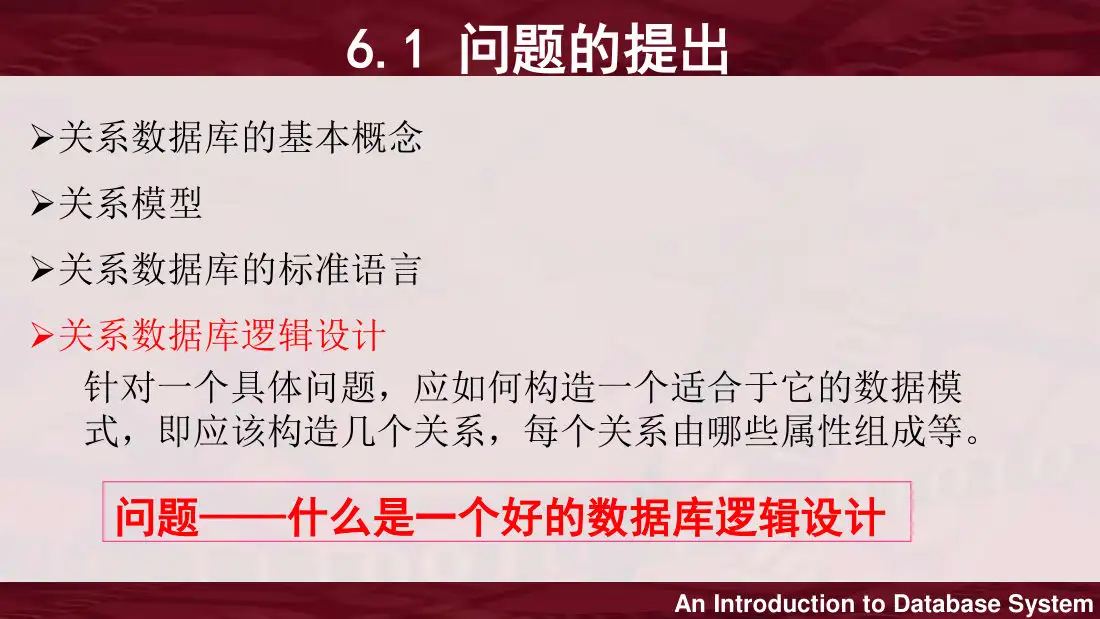 6.1 问题的提出
➢关系数据库的基本概念
➢关系模型
➢关系数据库的标准语言
➢关系数据库逻辑设计
针对一个具体问题，应如何构造一个适合于它的数据模
式，即应该构造几个关系，每个关系由哪些属性组成等。
问题——什么是一个好的数据库逻辑设计
An Introduction to Database System